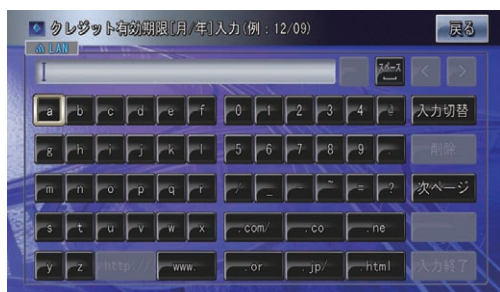 クレジット有効期限[月/年]入力(例：12/09)
戻る
LAN
スペース
< >
a b c d e f 0 1 2 3 4 @ 入力切替
g h i j k l 5 6 7 8 9 削除
m n o p q r / _ - ~ = ? 次ページ
s t u v w x .com/ .co .ne
y z http:// www. .or .jp/ .html 入力終了